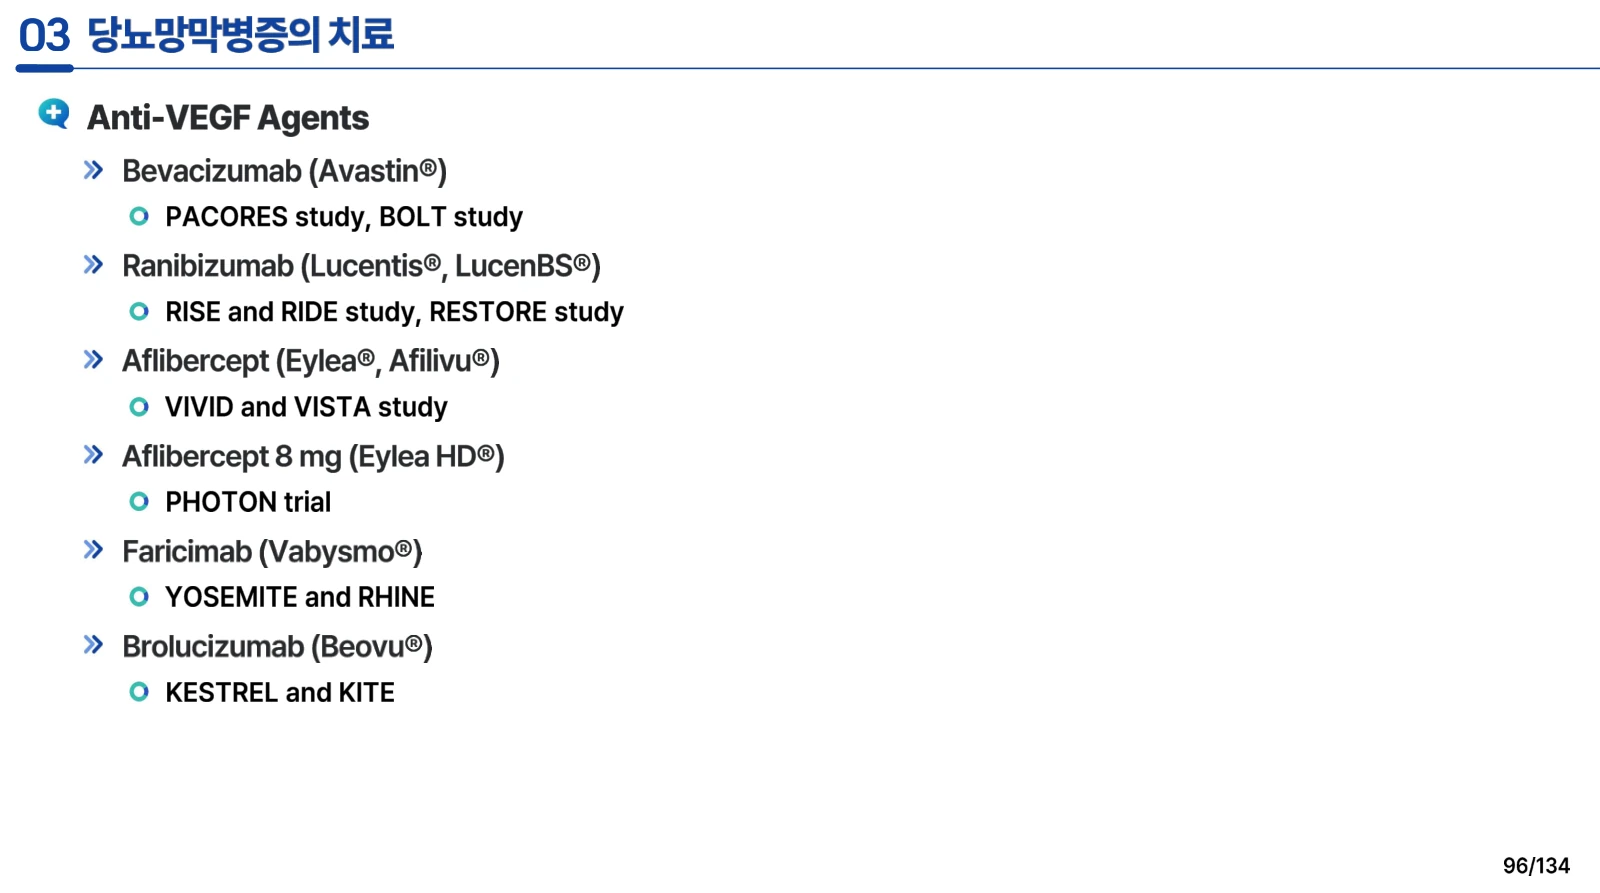 03 당뇨망막병증의 치료
Anti-VEGF Agents
Bevacizumab (Avastin®)
PACORES study, BOLT study
Ranibizumab (Lucentis®, LucenBS®)
RISE and RIDE study, RESTORE study
Aflibercept (Eylea®, Afilivu®)
VIVID and VISTA study
Aflibercept 8 mg (Eylea HD®)
PHOTON trial
Faricimab (Vabysmo®)
YOSEMITE and RHINE
Brolucizumab (Beovu®)
KESTREL and KITE
96/134